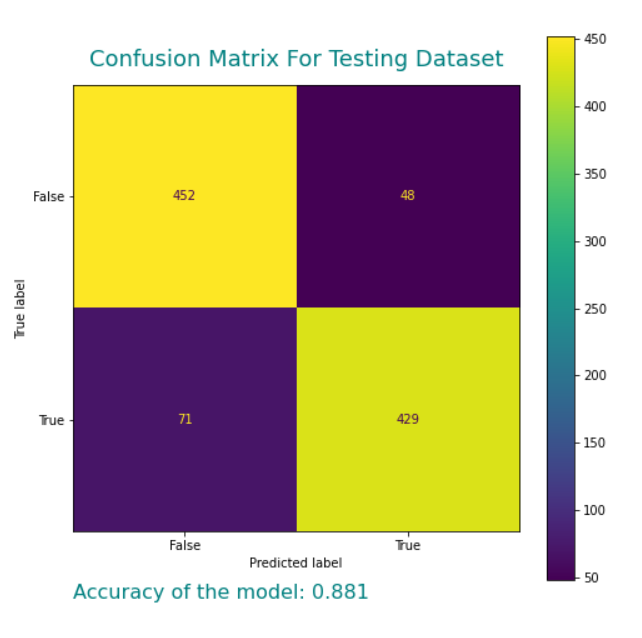 Confusion Matrix For Testing Dataset
450
400
350
300
250
200
150
100
50
True label
False
452
48
True
71
429
False
True
Predicted label
Accuracy of the model: 0.881